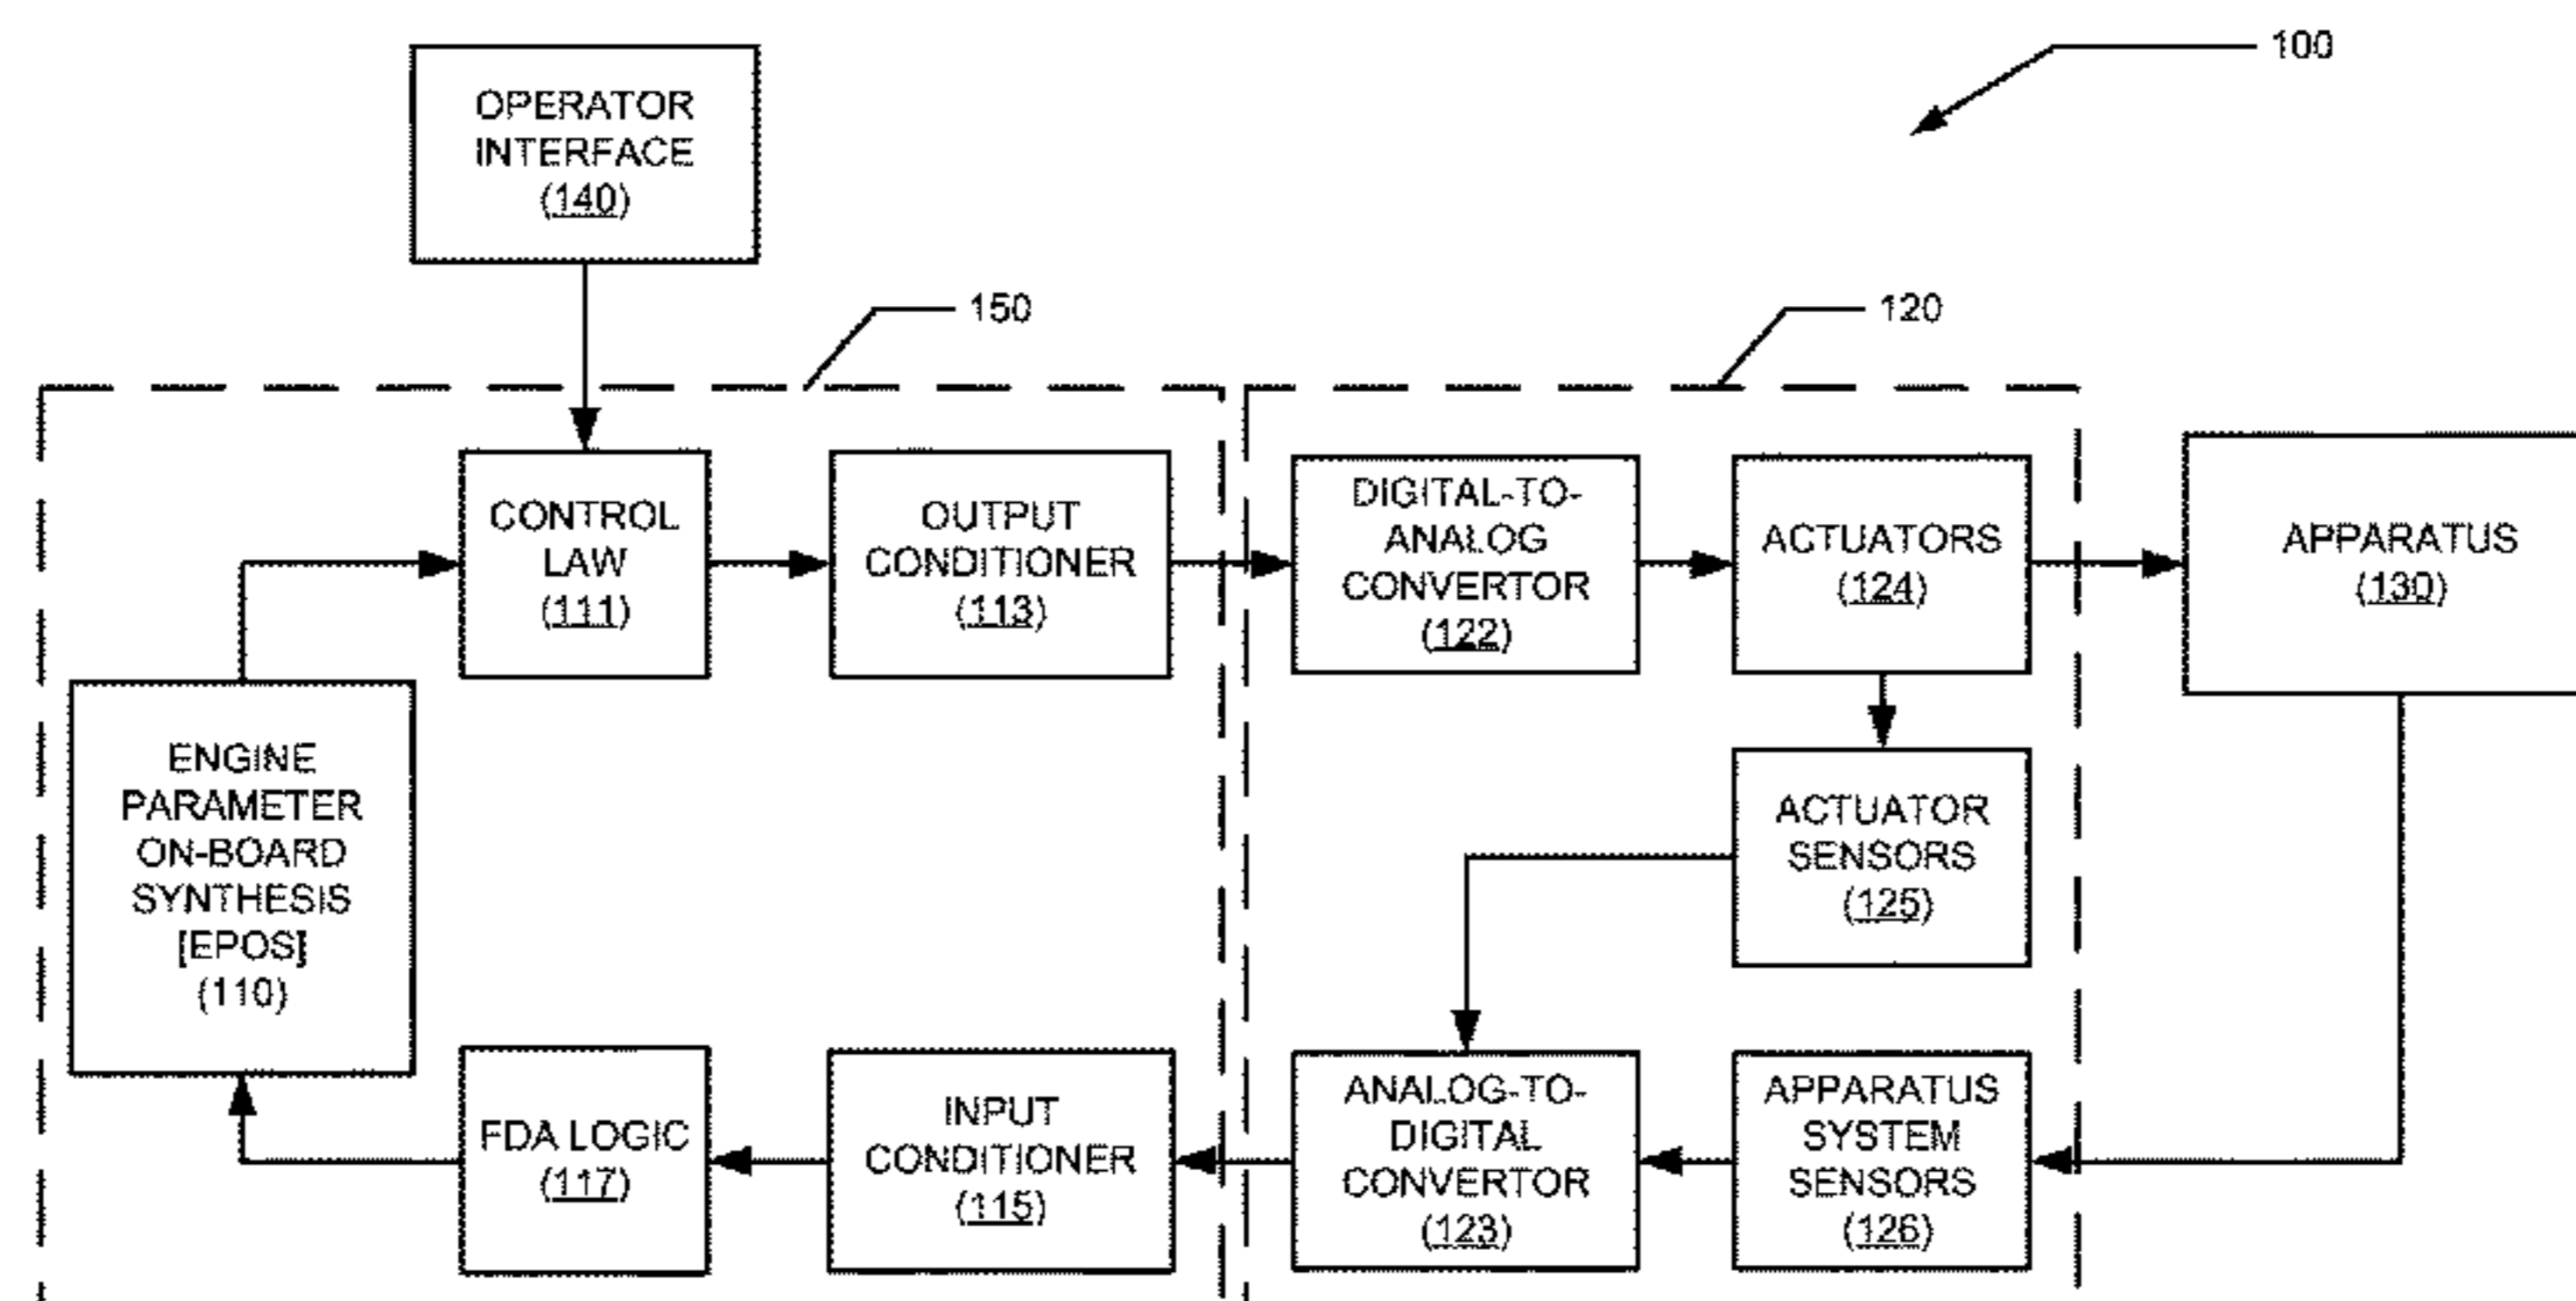 100
OPERATOR
INTERFACE
(140)
150
120
CONTROL
LAW
(111)
OUTPUT
CONDITIONER
(113)
DIGITAL-TO-
ANALOG
CONVERTOR
(122)
ACTUATORS
(124)
APPARATUS
(130)
ENGINE
PARAMETER
ON-BOARD
SYNTHESIS
[EPOS]
(110)
ACTUATOR
SENSORS
(125)
FDA LOGIC
(117)
INPUT
CONDITIONER
(115)
ANALOG-TO-
DIGITAL
CONVERTOR
(123)
APPARATUS
SYSTEM
SENSORS
(126)